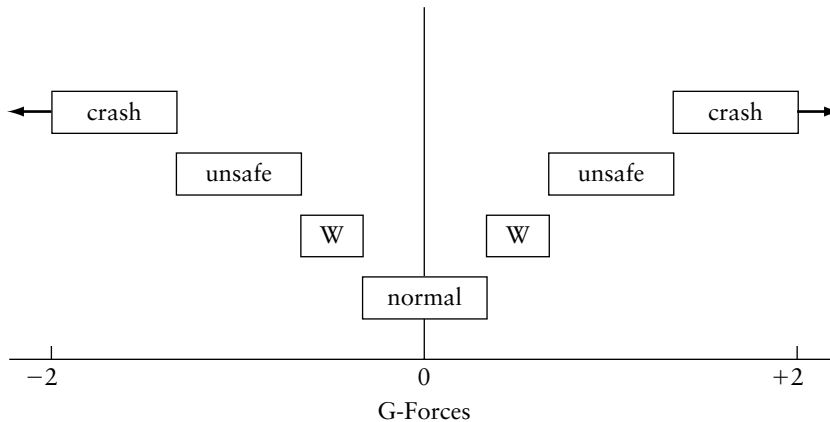 crash crash
unsafe unsafe
W W
normal
−2 0 +2
G-Forces